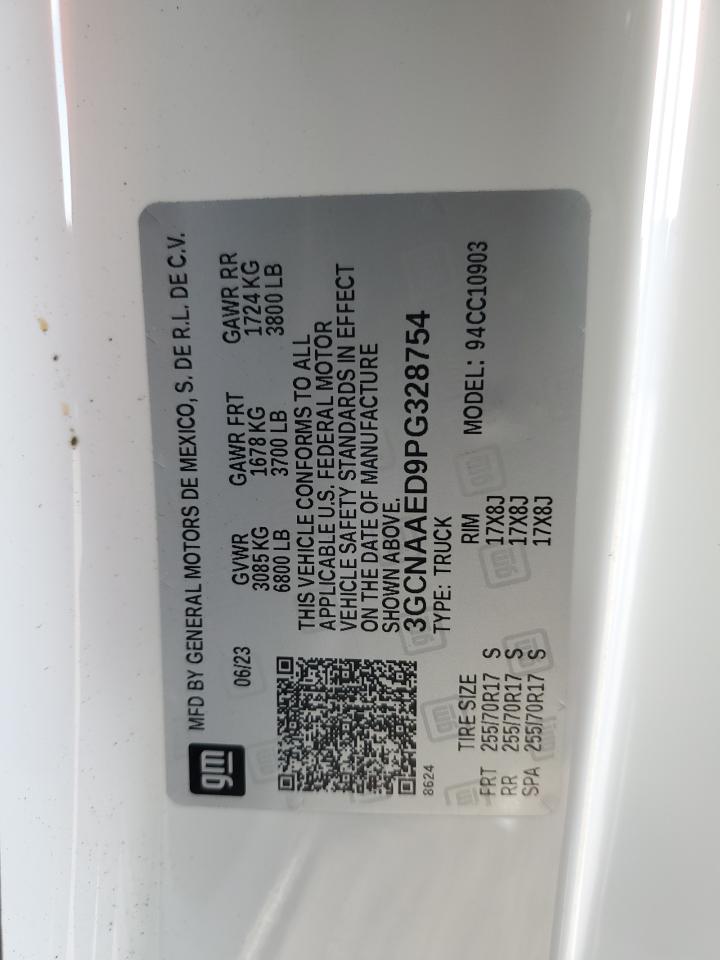 gm
MFD BY GENERAL MOTORS DE MEXICO, S. DE R.L. DE C.V.
06/23
GVWR GAWR FRT GAWR RR
3085 KG 1678 KG 1724 KG
6800 LB 3700 LB 3800 LB
THIS VEHICLE CONFORMS TO ALL
APPLICABLE U.S. FEDERAL MOTOR
VEHICLE SAFETY STANDARDS IN EFFECT
ON THE DATE OF MANUFACTURE
SHOWN ABOVE.
3GCNAAED9PG328754
8624
TYPE: TRUCK MODEL: 94CC10903
TIRE SIZE RIM
FRT 255/70R17 S 17X8J
RR 255/70R17 S 17X8J
SPA 255/70R17 S 17X8J